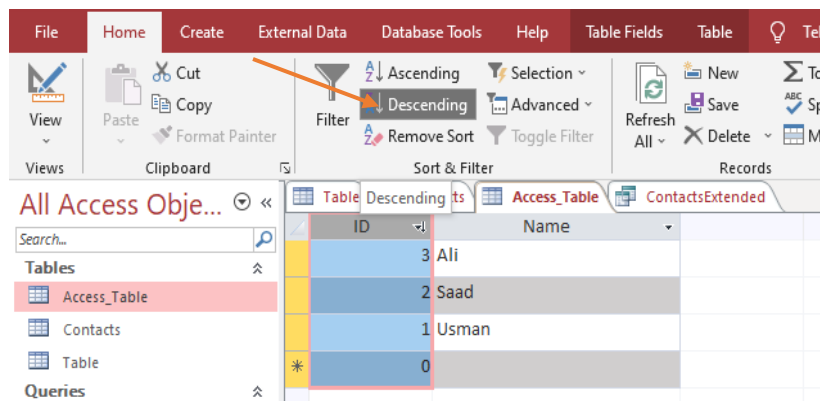 File Home Create External Data Database Tools Help Table Fields Table
View Paste Cut Copy Format Painter
Filter Ascending Descending Remove Sort
Selection Advanced Toggle Filter
Refresh All New Save Delete
Views Clipboard Sort & Filter Records
All Access Obje... «
Search...
Tables
Access_Table
Contacts
Table
Queries
Table Descending ts Access_Table ContactsExtended
ID Name
3 Ali
2 Saad
1 Usman
* 0